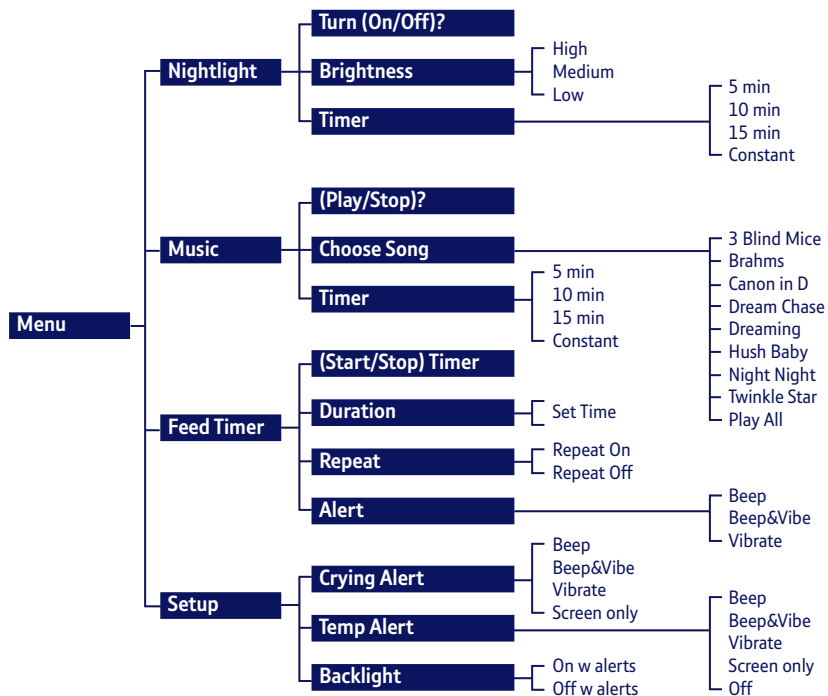 Menu
Nightlight
Turn (On/Off)?
Brightness
High
Medium
Low
Timer
5 min
10 min
15 min
Constant
Music
(Play/Stop)?
Choose Song
3 Blind Mice
Brahms
Canon in D
Dream Chase
Dreaming
Hush Baby
Night Night
Twinkle Star
Play All
Timer
5 min
10 min
15 min
Constant
Feed Timer
(Start/Stop) Timer
Duration
Set Time
Repeat
Repeat On
Repeat Off
Alert
Beep
Beep&Vibe
Vibrate
Setup
Crying Alert
Beep
Beep&Vibe
Vibrate
Screen only
Temp Alert
Beep
Beep&Vibe
Vibrate
Screen only
Off
Backlight
On w alerts
Off w alerts